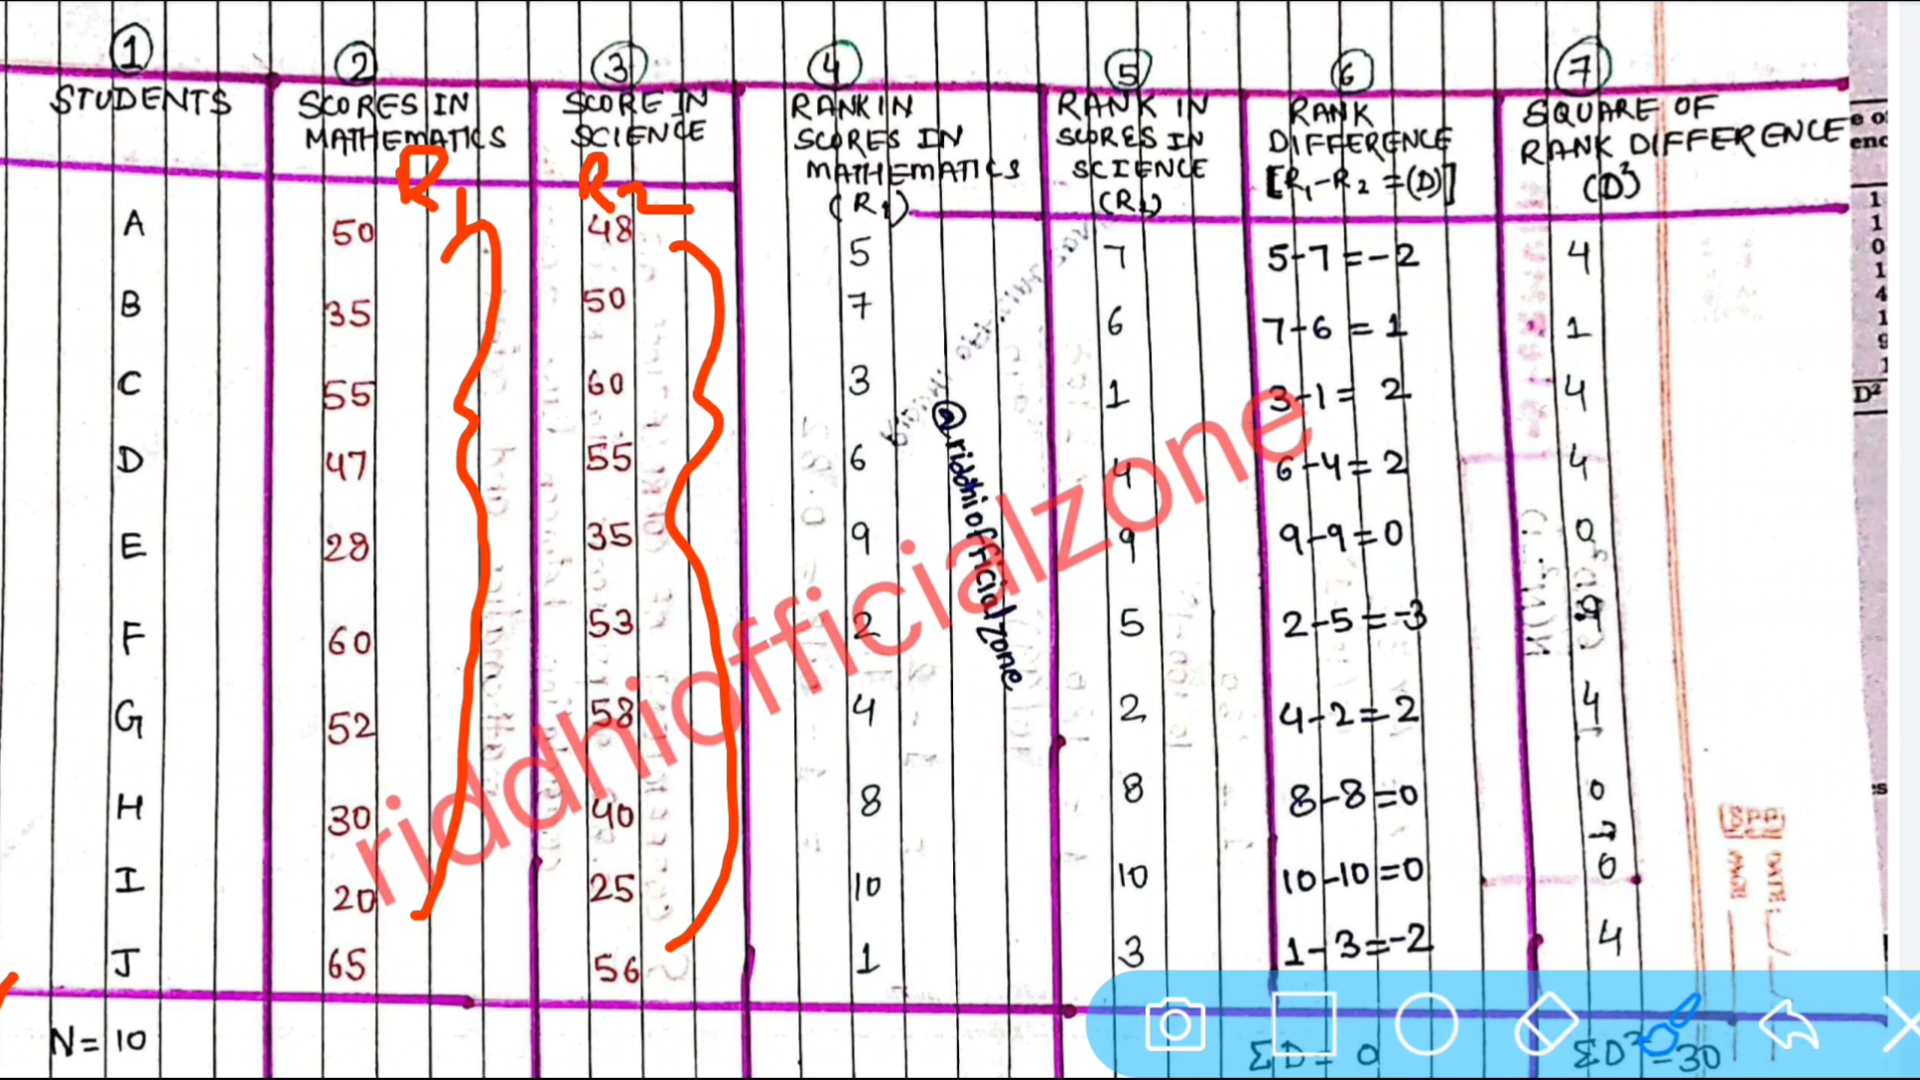 1 2 3 4 5 6 7
STUDENTS SCORES IN MATHEMATICS SCORE IN SCIENCE RANK IN SCORES IN MATHEMATICS (R1) RANK IN SCORES IN SCIENCE RANK DIFFERENCE [R1-R2=(D)] SQUARE OF RANK DIFFERENCE
R1 R2
A 50 48 5 7 5-7=-2 4
B 35 50 7 6 7-6=1 1
C 55 60 3 1 3-1=2 4
D 47 55 6 4 6-4=2 4
E 28 35 9 9 9-9=0 0
F 60 53 2 5 2-5=-3 9
G 52 58 4 2 4-2=2 4
H 30 40 8 8 8-8=0 0
I 20 25 10 10 10-10=0 0
J 65 56 1 3 1-3=-2 4
N=10 ΣD=0 ΣD²=30
@riddhiofficialzone
riddhiofficialzone
D²